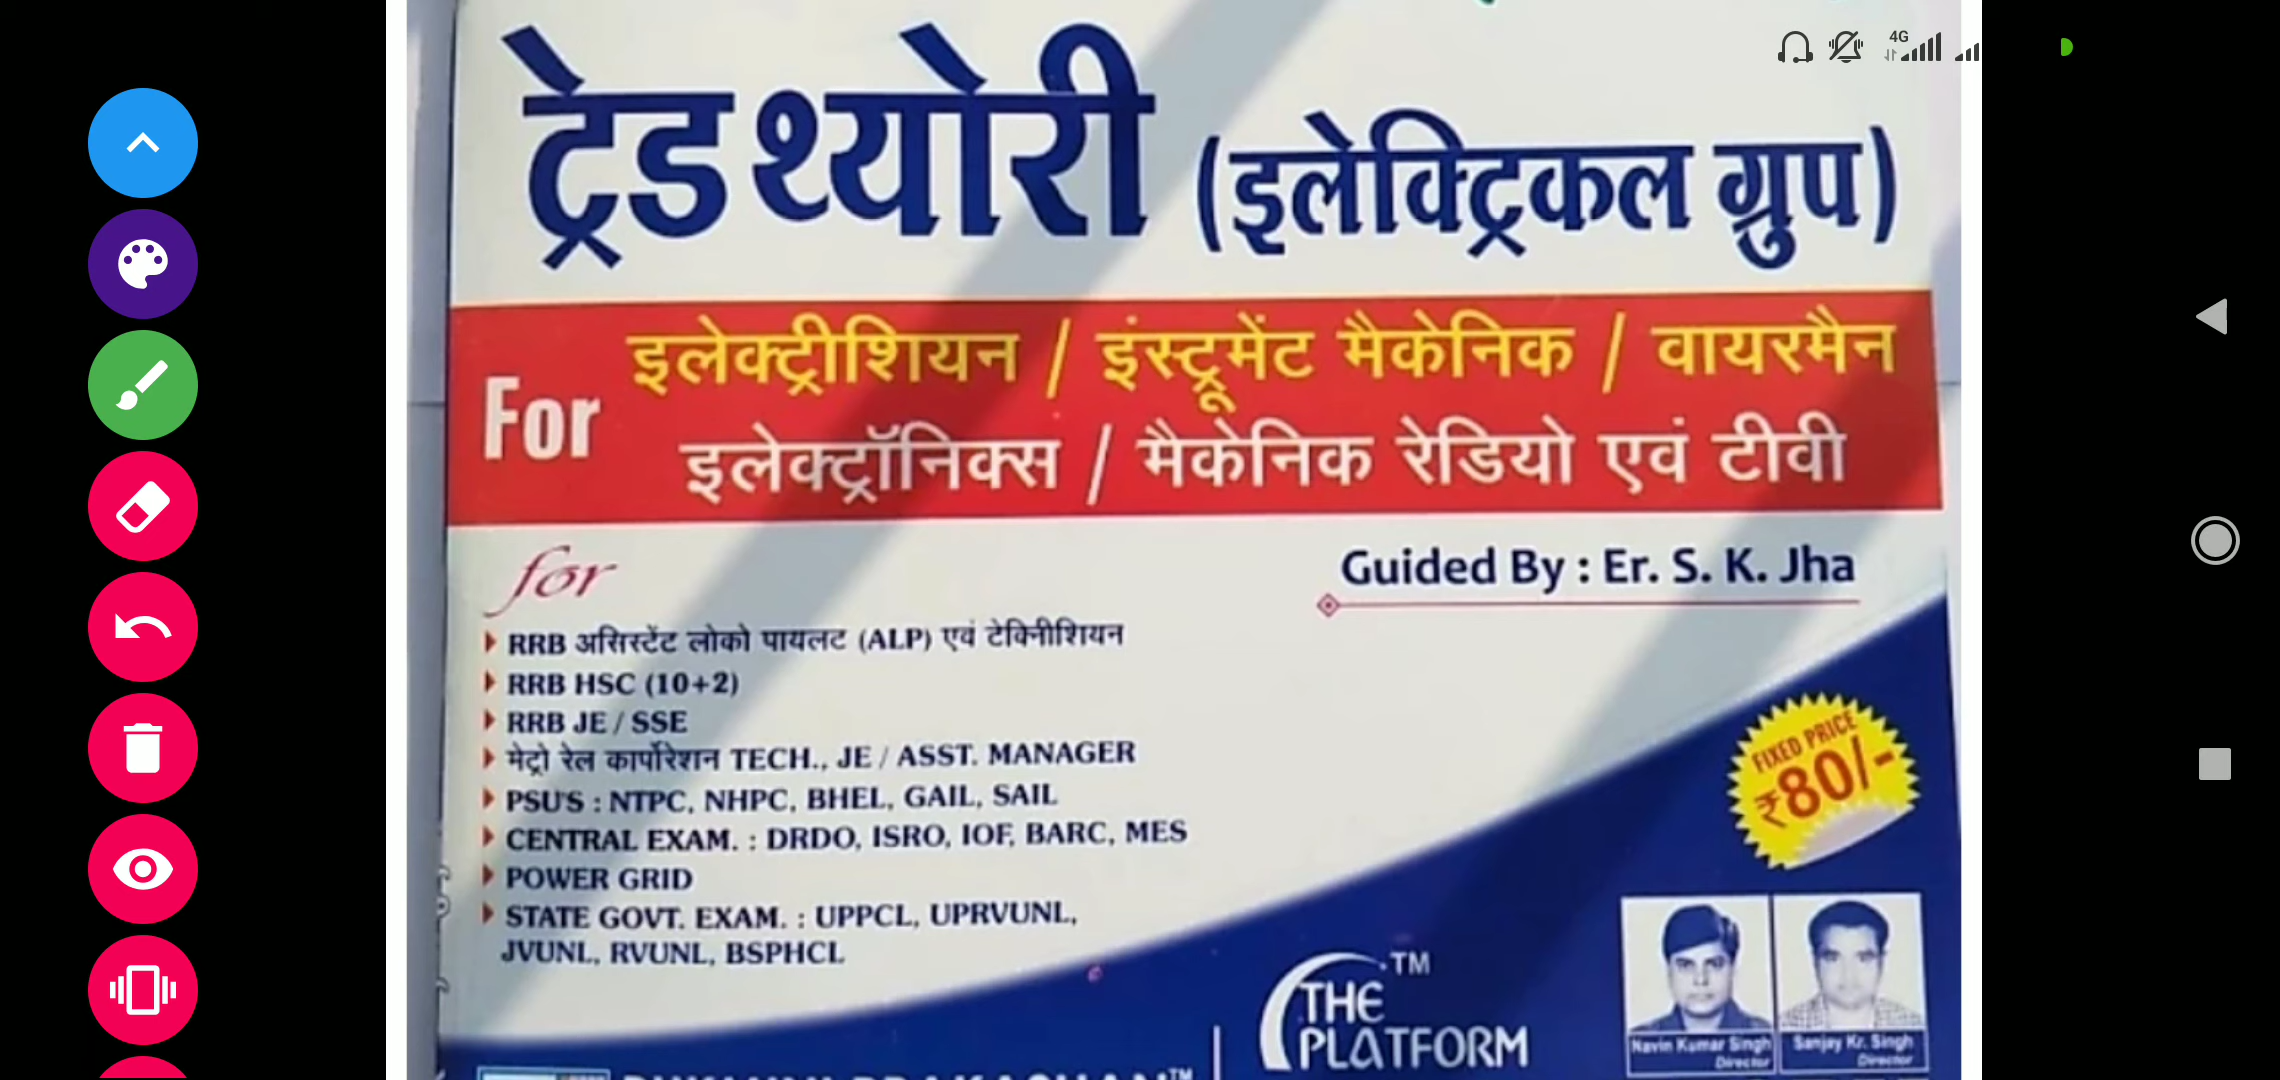 4G
ट्रेड थ्योरी (इलेक्ट्रिकल ग्रुप)
For
इलेक्ट्रीशियन / इंस्ट्रूमेंट मैकेनिक / वायरमैन
इलेक्ट्रॉनिक्स / मैकेनिक रेडियो एवं टीवी
for
Guided By : Er. S. K. Jha
RRB असिस्टेंट लोको पायलट (ALP) एवं टेक्निीशियन
RRB HSC (10+2)
RRB JE / SSE
मेट्रो रेल कार्पोरेशन TECH., JE / ASST. MANAGER
PSU'S : NTPC, NHPC, BHEL, GAIL, SAIL
CENTRAL EXAM. : DRDO, ISRO, IOF, BARC, MES
POWER GRID
STATE GOVT. EXAM. : UPPCL, UPRVUNL,
JVUNL, RVUNL, BSPHCL
FIXED PRICE
₹80/-
THE PLATFORM TM
Navin Kumar Singh
Director
Sanjay Kr. Singh
Director